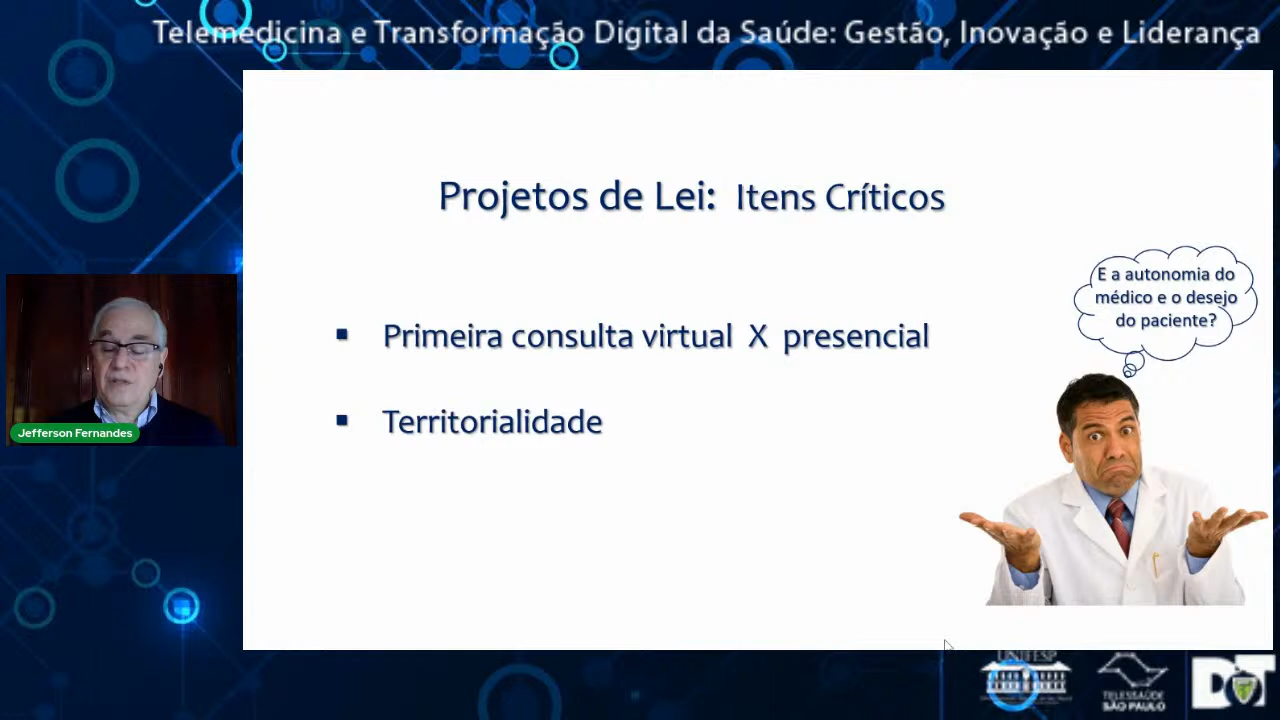 Telemedicina e Transformação Digital da Saúde: Gestão, Inovação e Liderança
Projetos de Lei: Itens Críticos
E a autonomia do
médico e o desejo
do paciente?
Primeira consulta virtual X presencial
Territorialidade
Jefferson Fernandes
UNIFESP
TELESSAÚDE
SÃO PAULO